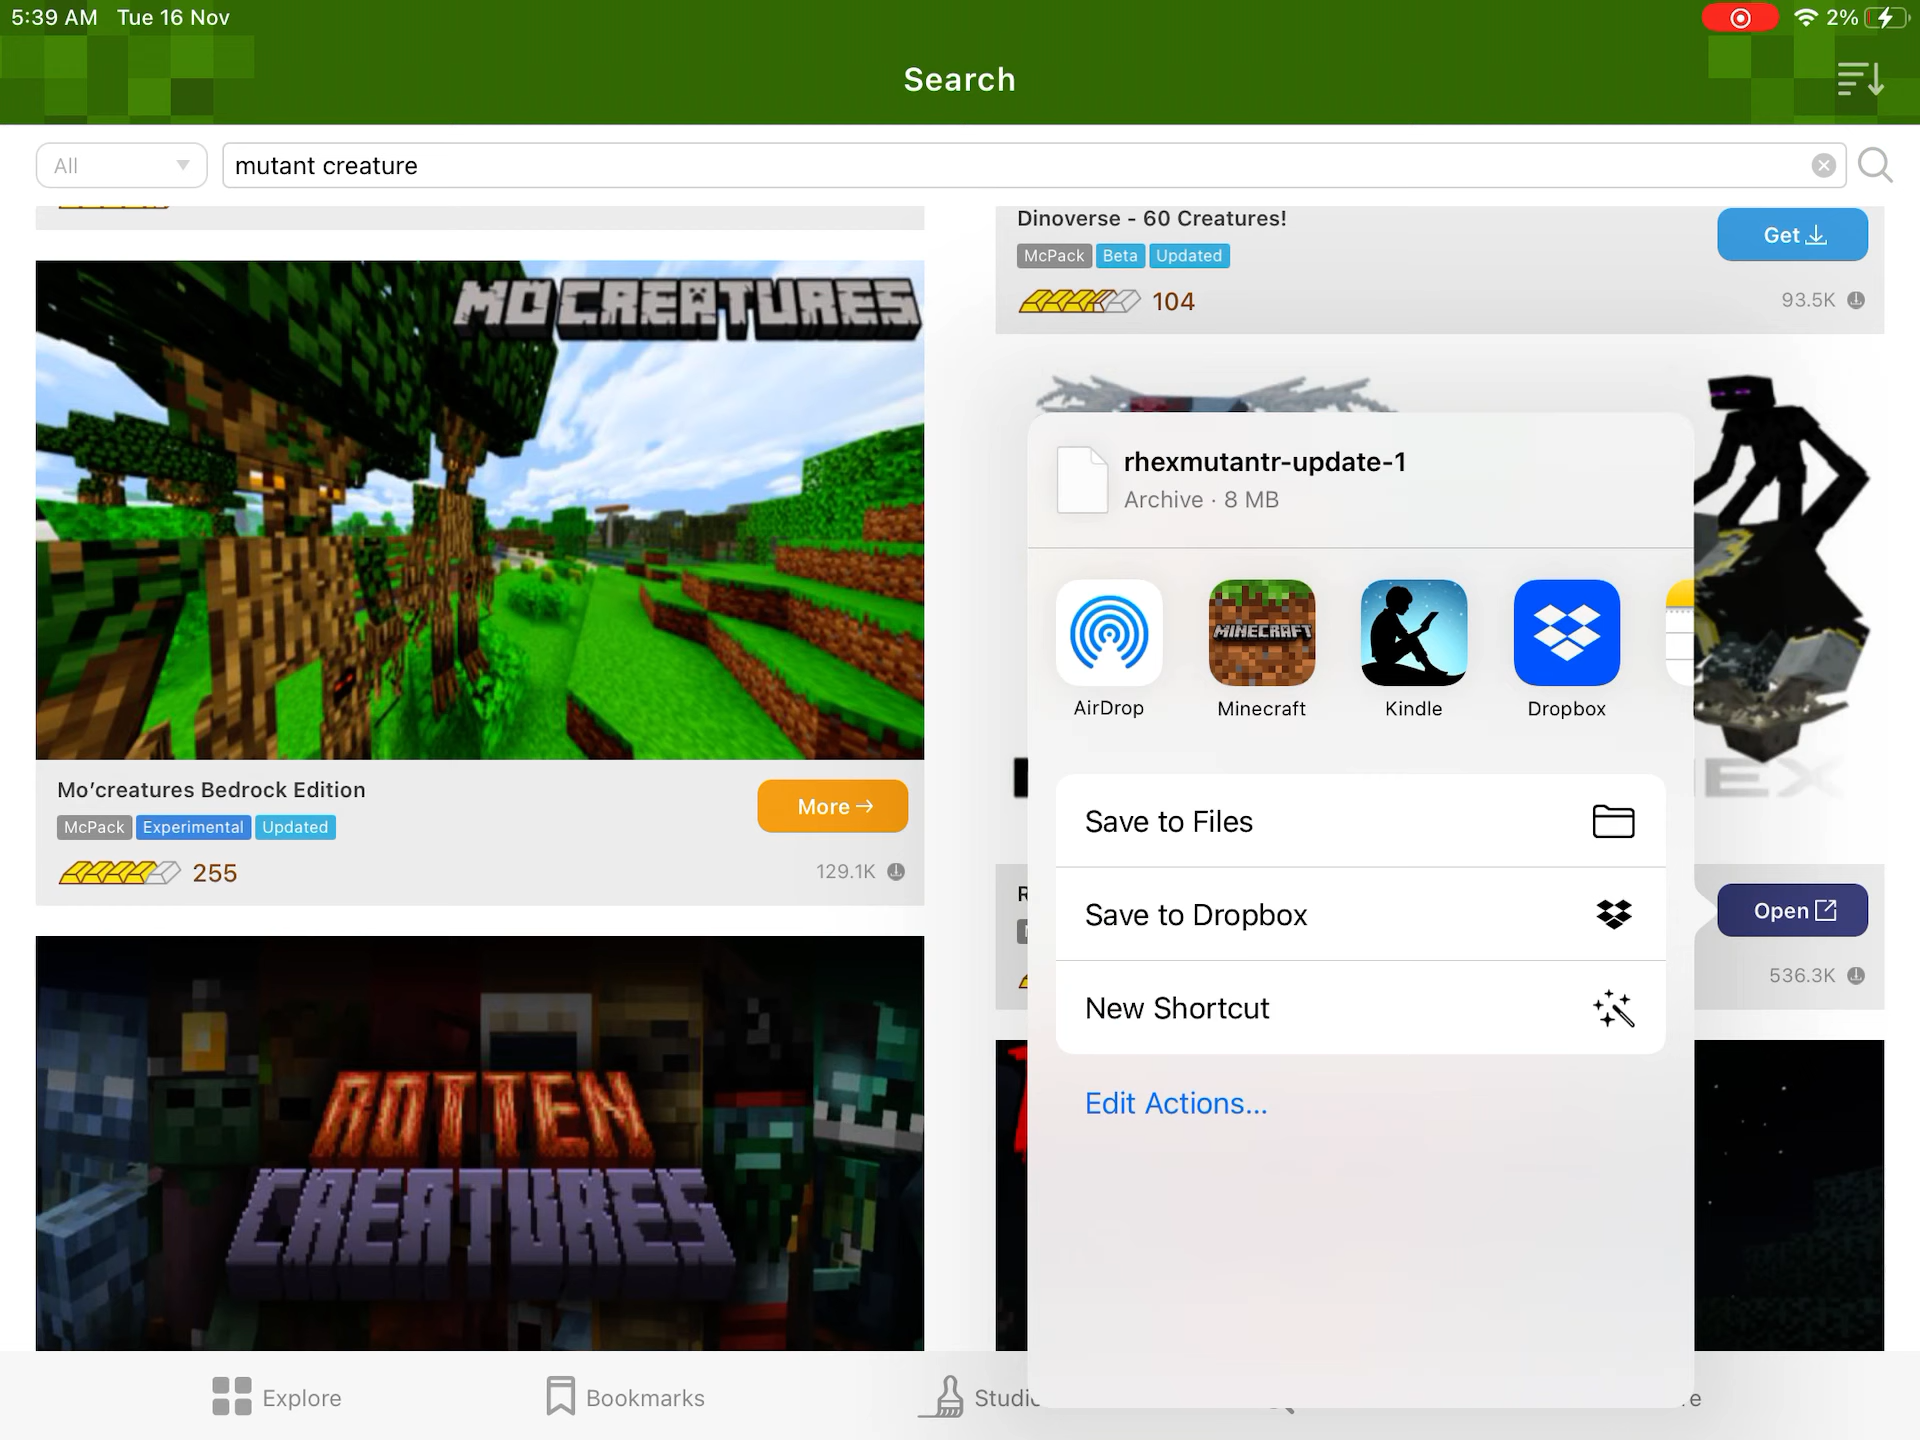 5:39 AM Tue 16 Nov
2%
Search
All
mutant creature
MO CREATURES
Mo’creatures Bedrock Edition
More
McPack Experimental Updated
255
129.1K
ROTTEN
CREATURES
Dinoverse - 60 Creatures!
Get
McPack Beta Updated
104
93.5K
rhexmutantr-update-1
Archive · 8 MB
MINECRAFT
AirDrop
Minecraft
Kindle
Dropbox
Save to Files
Save to Dropbox
New Shortcut
Edit Actions...
EX
R
Open
536.3K
Explore
Bookmarks
Studio
e